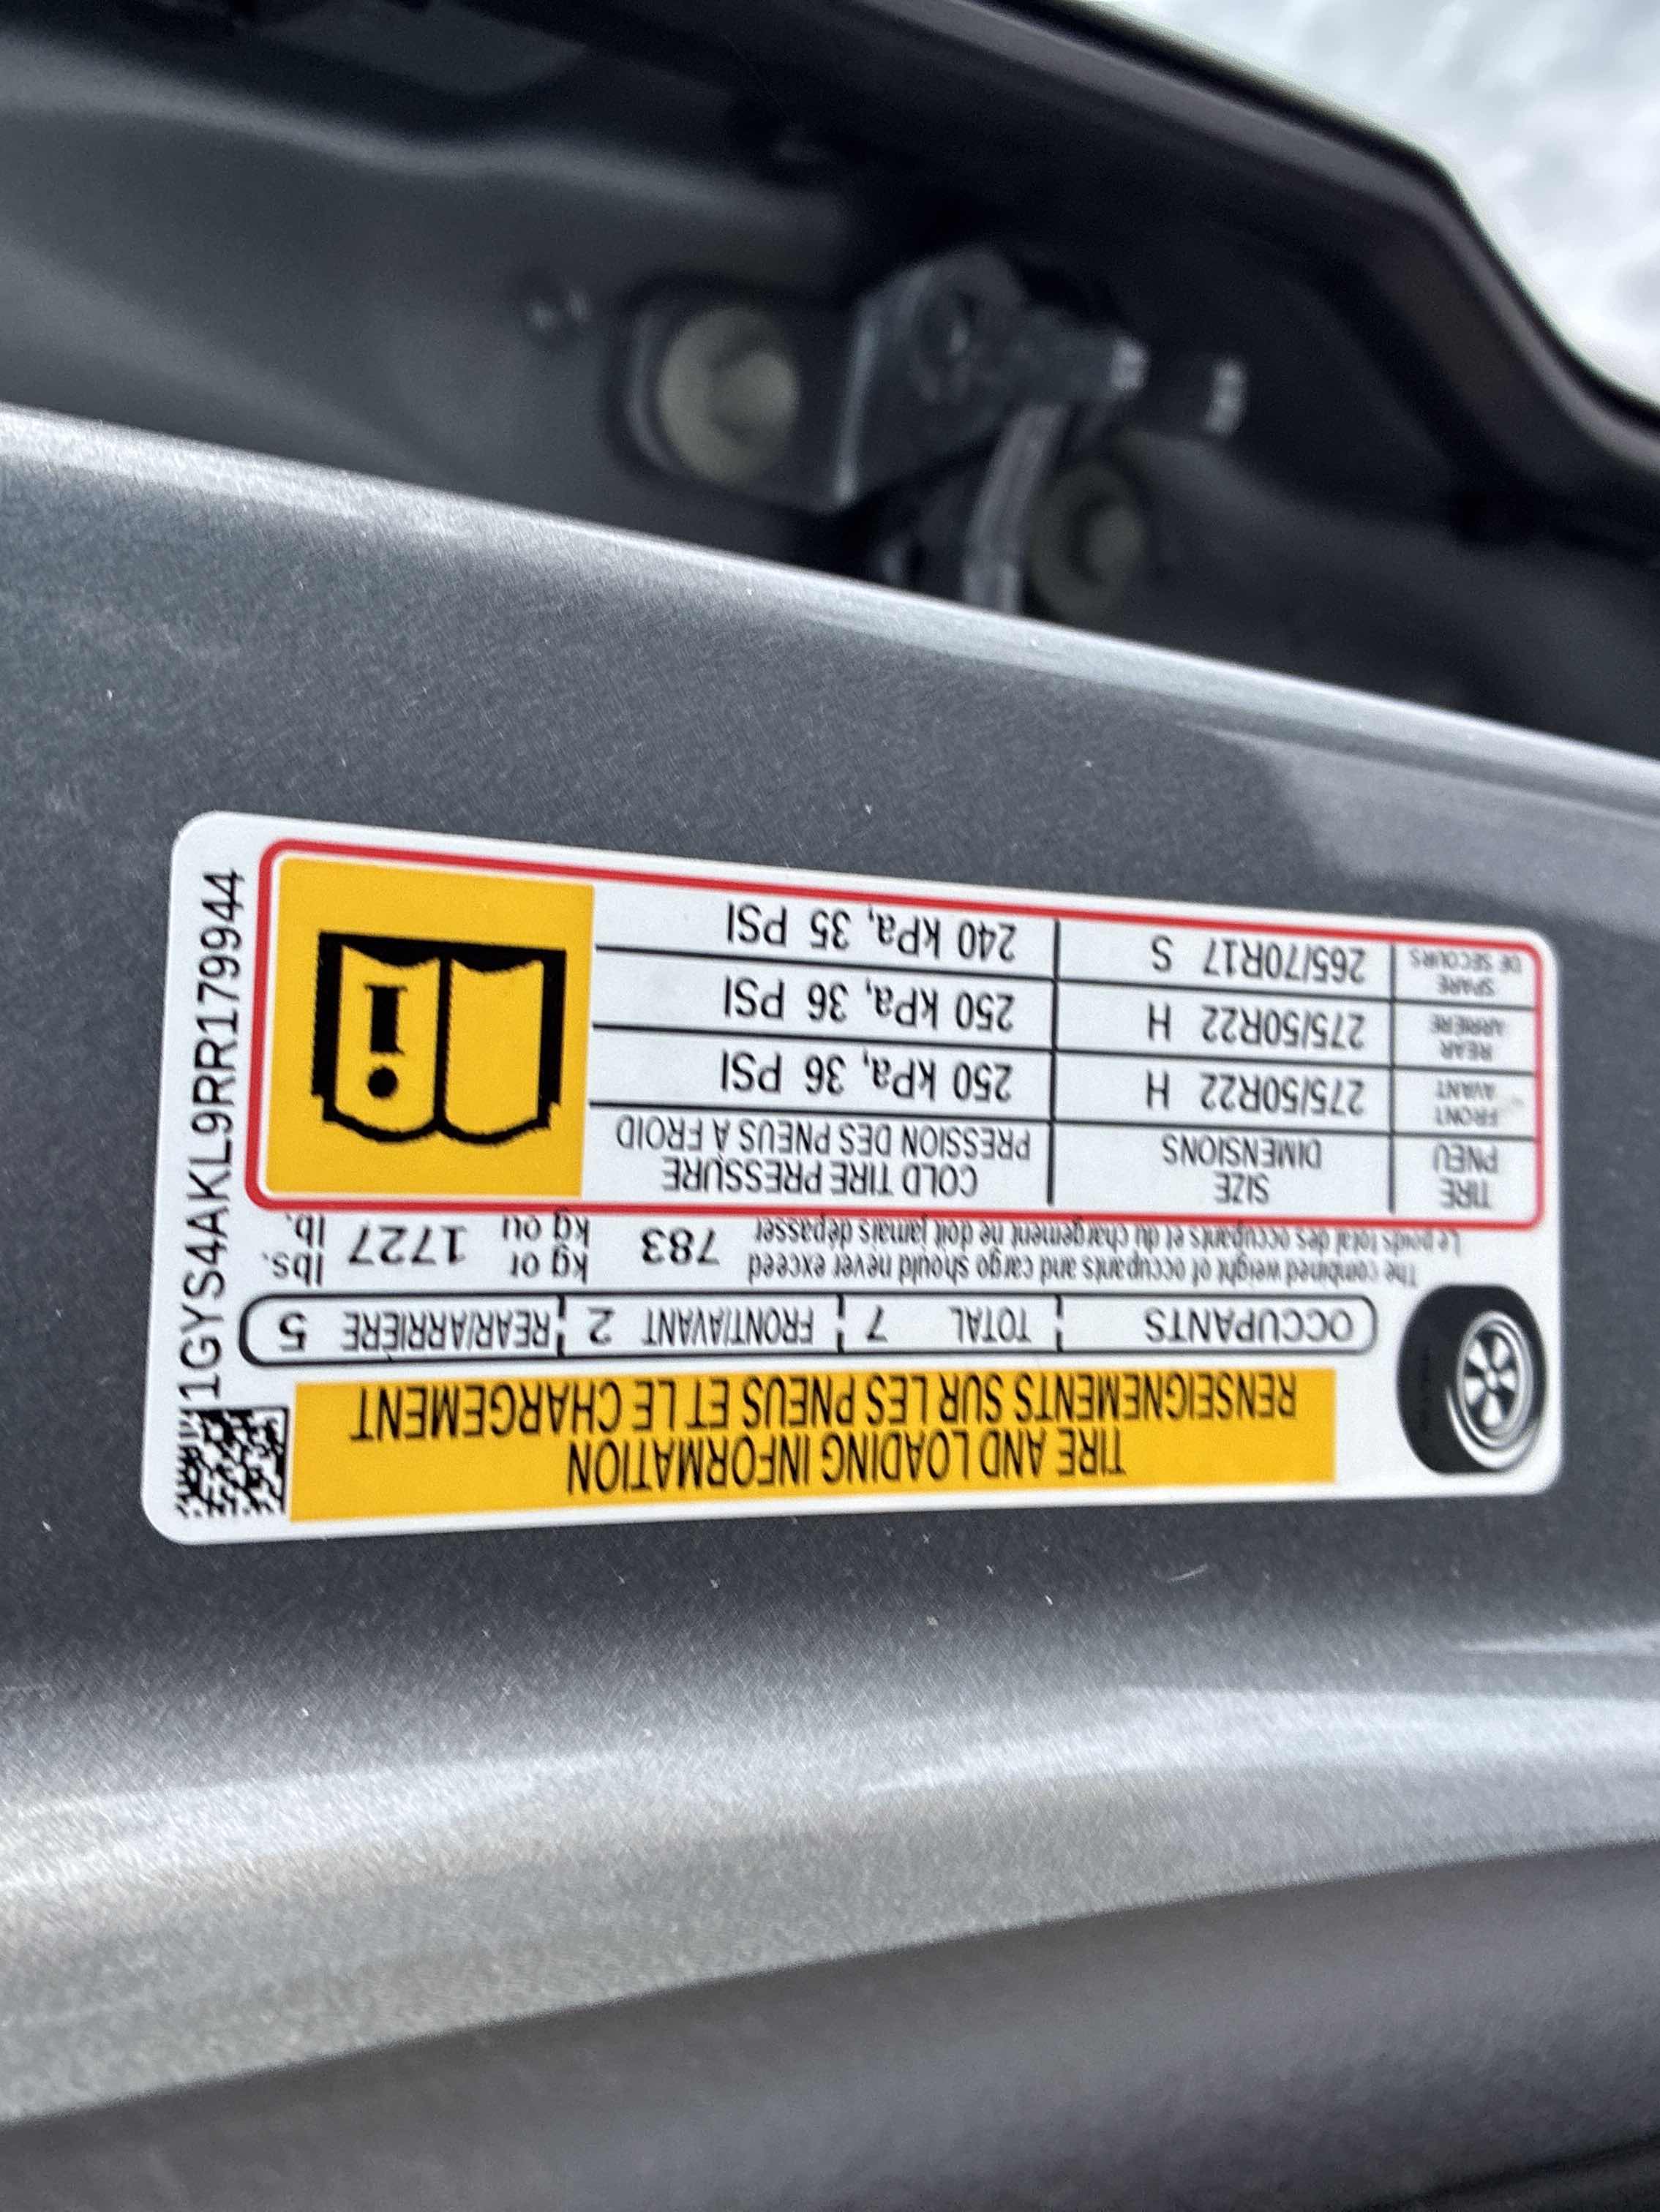 TIRE AND LOADING INFORMATION
RENSEIGNEMENTS SUR LES PNEUS ET LE CHARGEMENT
OCCUPANTS TOTAL 7 FRONT/AVANT 2 REAR/ARRIÈRE 5
The combined weight of occupants and cargo should never exceed 783 kg or 1727 lbs.
Le poids total des occupants et du chargement ne doit jamais dépasser kg ou lb.
TIRE SIZE COLD TIRE PRESSURE
PNEU DIMENSIONS PRESSION DES PNEUS À FROID
FRONT
AVANT 275/50R22 H 250 kPa, 36 PSI
REAR
ARRIÈRE 275/50R22 H 250 kPa, 36 PSI
SPARE
DE SECOURS 265/70R17 S 240 kPa, 35 PSI
1GYS4AKL9RR179944